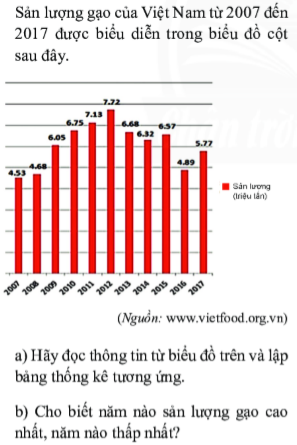 Sản lượng gạo của Việt Nam từ 2007 đến
2017 được biểu diễn trong biểu đồ cột
sau đây.
7.72
7.13
6.75
6.68
6.57
6.32
6.05
5.77
4.89
4.68
4.53
Sản lương
(triệu lấn)
2007 2008 2009 2010 2011 2012 2013 2014 2015 2016 2017
(Nguồn: www.vietfood.org.vn)
a) Hãy đọc thông tin từ biểu đồ trên và lập
bảng thống kê tương ứng.
b) Cho biết năm nào sản lượng gạo cao
nhất, năm nào thấp nhất?